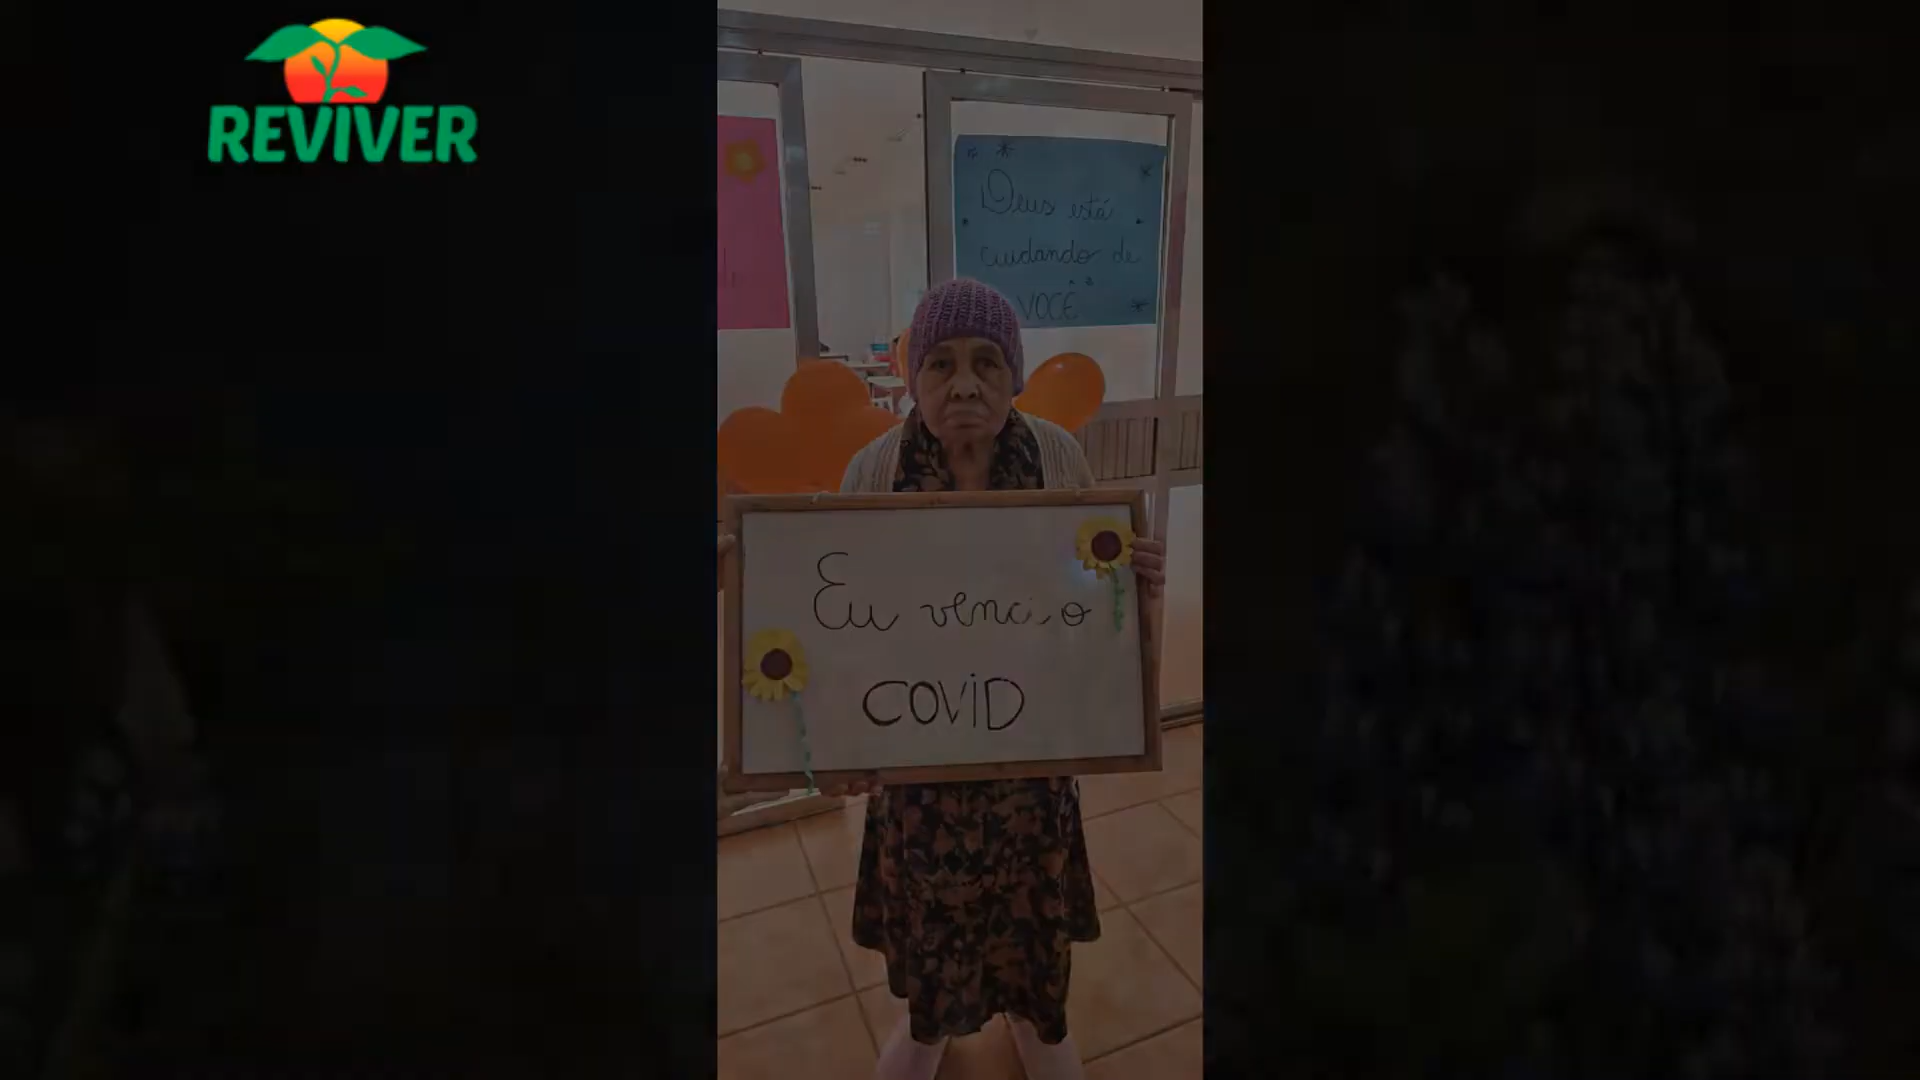 REVIVER
Deus está
cuidando de
VOCÊ
Eu venci o
COVID